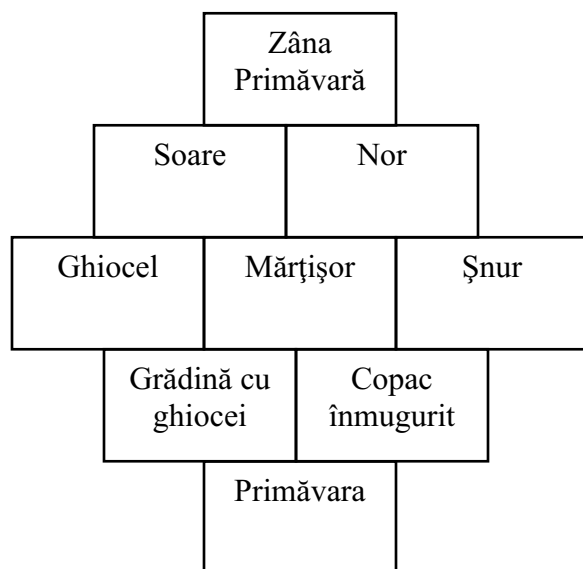 Zâna
Primăvară
Soare
Nor
Ghiocel
Mărţişor
Şnur
Grădină cu
ghiocei
Copac
înmugurit
Primăvara